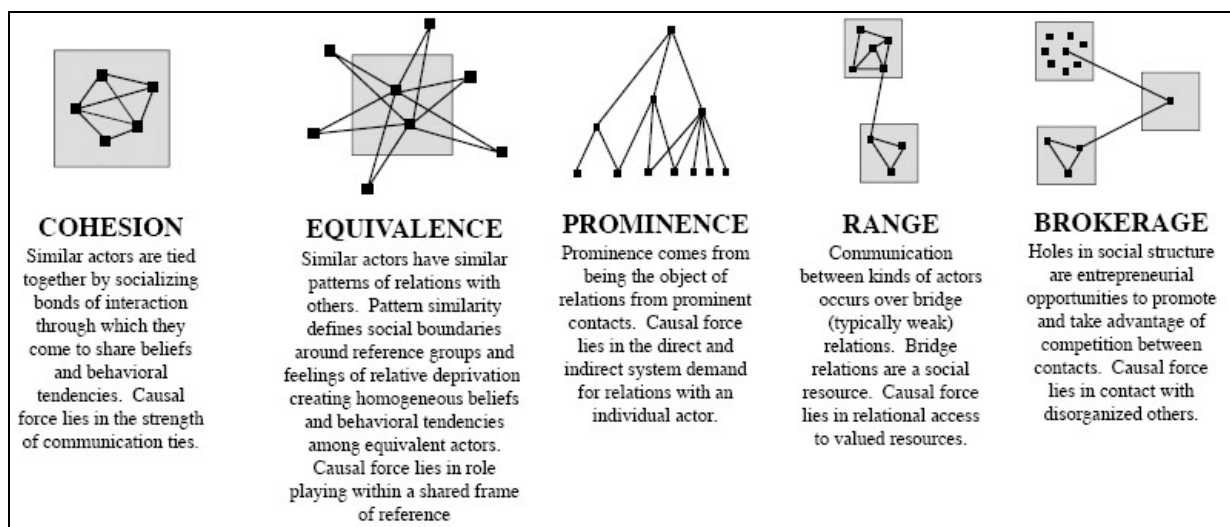 COHESION
Similar actors are tied
together by socializing
bonds of interaction
through which they
come to share beliefs
and behavioral
tendencies.  Causal
force lies in the strength
of communication ties.
EQUIVALENCE
Similar actors have similar
patterns of relations with
others.  Pattern similarity
defines social boundaries
around reference groups and
feelings of relative deprivation
creating homogeneous beliefs
and behavioral tendencies
among equivalent actors.
Causal force lies in role
playing within a shared frame
of reference
PROMINENCE
Prominence comes from
being the object of
relations from prominent
contacts.  Causal force
lies in the direct and
indirect system demand
for relations with an
individual actor.
RANGE
Communication
between kinds of actors
occurs over bridge
(typically weak)
relations.  Bridge
relations are a social
resource.  Causal force
lies in relational access
to valued resources.
BROKERAGE
Holes in social structure
are entrepreneurial
opportunities to promote
and take advantage of
competition between
contacts.  Causal force
lies in contact with
disorganized others.